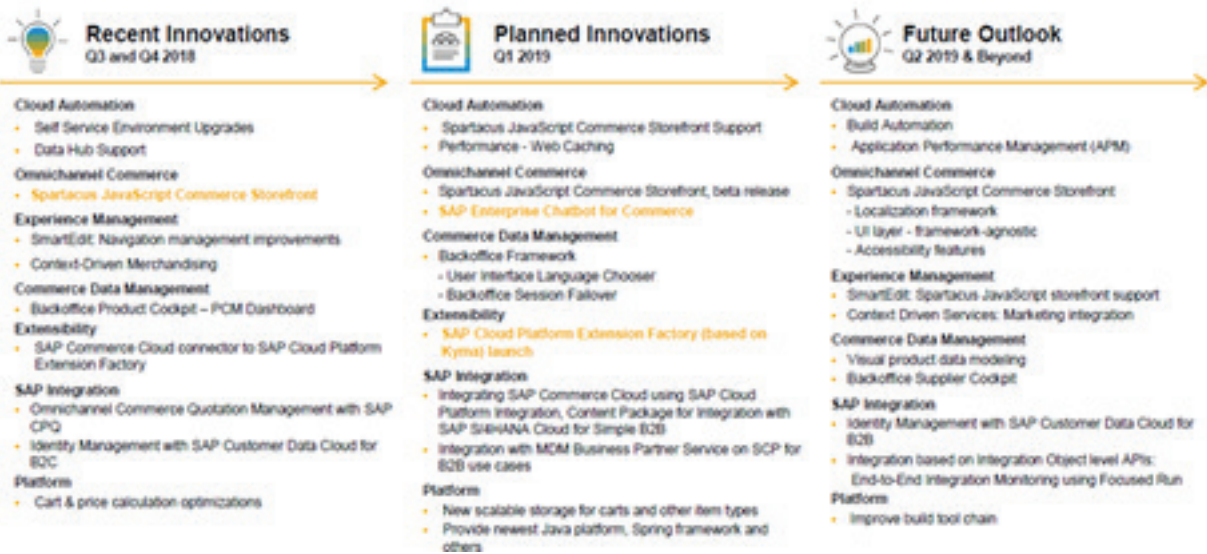 Recent Innovations
Q3 and Q4 2018
Cloud Automation
• Self Service Environment Upgrades
• Data Hub Support
Omnichannel Commerce
• Spartacus JavaScript Commerce Storefront
Experience Management
• SmartEdit: Navigation management improvements
• Context-Driven Merchandising
Commerce Data Management
• Backoffice Product Cockpit – PCM Dashboard
Extensibility
• SAP Commerce Cloud connector to SAP Cloud Platform
Extension Factory
SAP Integration
• Omnichannel Commerce Quotation Management with SAP
CPQ
• Identity Management with SAP Customer Data Cloud for
B2C
Platform
• Cart & price calculation optimizations
Planned Innovations
Q1 2019
Cloud Automation
• Spartacus JavaScript Commerce Storefront Support
• Performance - Web Caching
Omnichannel Commerce
• Spartacus JavaScript Commerce Storefront, beta release
• SAP Enterprise Chatbot for Commerce
Commerce Data Management
• Backoffice Framework
- User Interface Language Chooser
- Backoffice Session Failover
Extensibility
• SAP Cloud Platform Extension Factory (based on
Kyma) launch
SAP Integration
• Integrating SAP Commerce Cloud using SAP Cloud
Platform Integration, Content Package for Integration with
SAP S/4HANA Cloud for Simple B2B
• Integration with MDM Business Partner Service on SCP for
B2B use cases
Platform
• New scalable storage for carts and other item types
• Provide newest Java platform, Spring framework and
others
Future Outlook
Q2 2019 & Beyond
Cloud Automation
• Build Automation
• Application Performance Management (APM)
Omnichannel Commerce
• Spartacus JavaScript Commerce Storefront
- Localization framework
- UI layer - framework-agnostic
- Accessibility features
Experience Management
• SmartEdit: Spartacus JavaScript storefront support
• Context Driven Services: Marketing integration
Commerce Data Management
• Visual product data modeling
• Backoffice Supplier Cockpit
SAP Integration
• Identity Management with SAP Customer Data Cloud for
B2B
• Integration based on Integration Object level APIs:
End-to-End Integration Monitoring using Focused Run
Platform
• Improve build tool chain